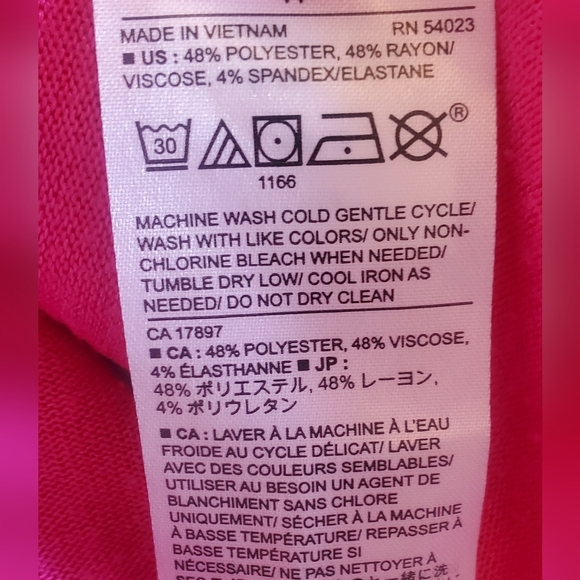 MADE IN VIETNAM RN 54023
■ US : 48% POLYESTER, 48% RAYON/
VISCOSE, 4% SPANDEX/ELASTANE
30
®
1166
MACHINE WASH COLD GENTLE CYCLE/
WASH WITH LIKE COLORS/ ONLY NON-
CHLORINE BLEACH WHEN NEEDED/
TUMBLE DRY LOW/ COOL IRON AS
NEEDED/ DO NOT DRY CLEAN
CA 17897
■ CA : 48% POLYESTER, 48% VISCOSE,
4% ÉLASTHANNE ■ JP :
48% ポリエステル, 48% レーヨン,
4% ポリウレタン
■ CA : LAVER À LA MACHINE À L'EAU
FROIDE AU CYCLE DÉLICAT/ LAVER
AVEC DES COULEURS SEMBLABLES/
UTILISER AU BESOIN UN AGENT DE
BLANCHIMENT SANS CHLORE
UNIQUEMENT/ SÉCHER À LA MACHINE
À BASSE TEMPÉRATURE/ REPASSER À
BASSE TEMPÉRATURE SI
NÉCESSAIRE/ NE PAS NETTOYER À